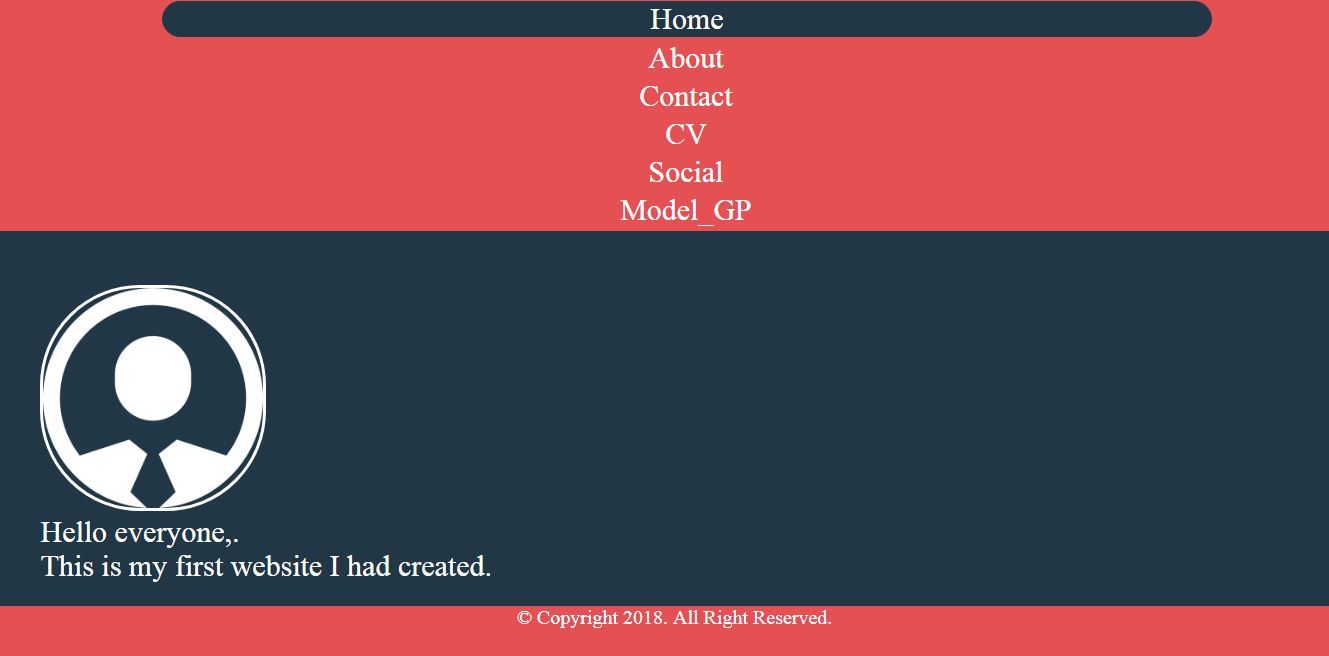 Home
About
Contact
CV
Social
Model_GP
Hello everyone,.
This is my first website I had created.
© Copyright 2018. All Right Reserved.